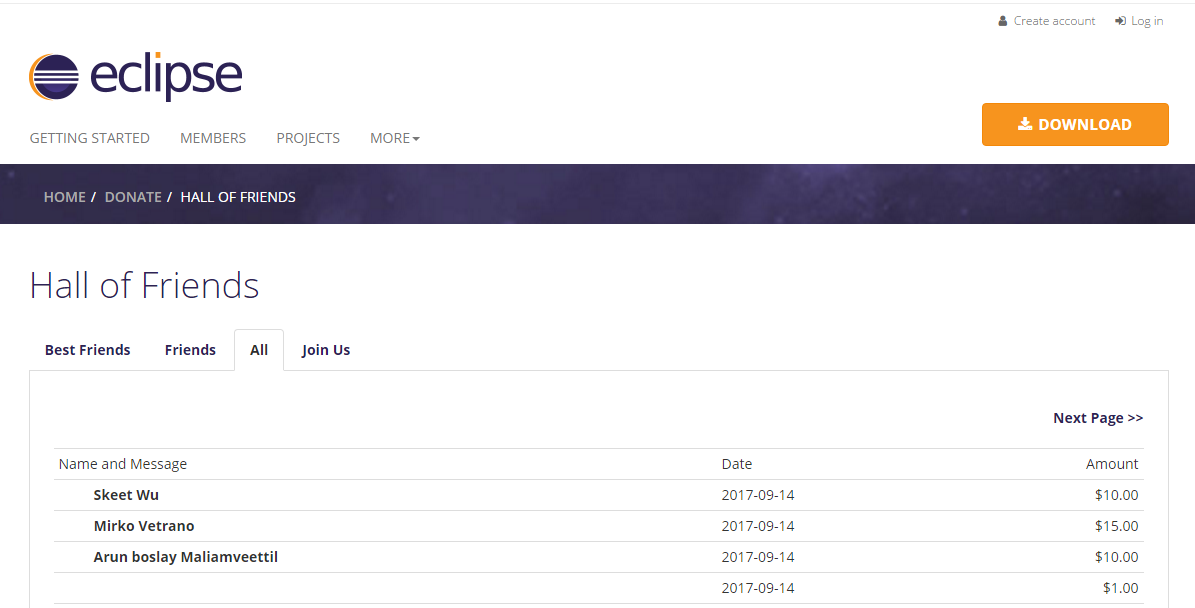 Create account Log in
eclipse
GETTING STARTED MEMBERS PROJECTS MORE
DOWNLOAD
HOME / DONATE / HALL OF FRIENDS
Hall of Friends
Best Friends Friends All Join Us
Next Page >>
Name and Message Date Amount
Skeet Wu 2017-09-14 $10.00
Mirko Vetrano 2017-09-14 $15.00
Arun boslay Maliamveettil 2017-09-14 $10.00
2017-09-14 $1.00